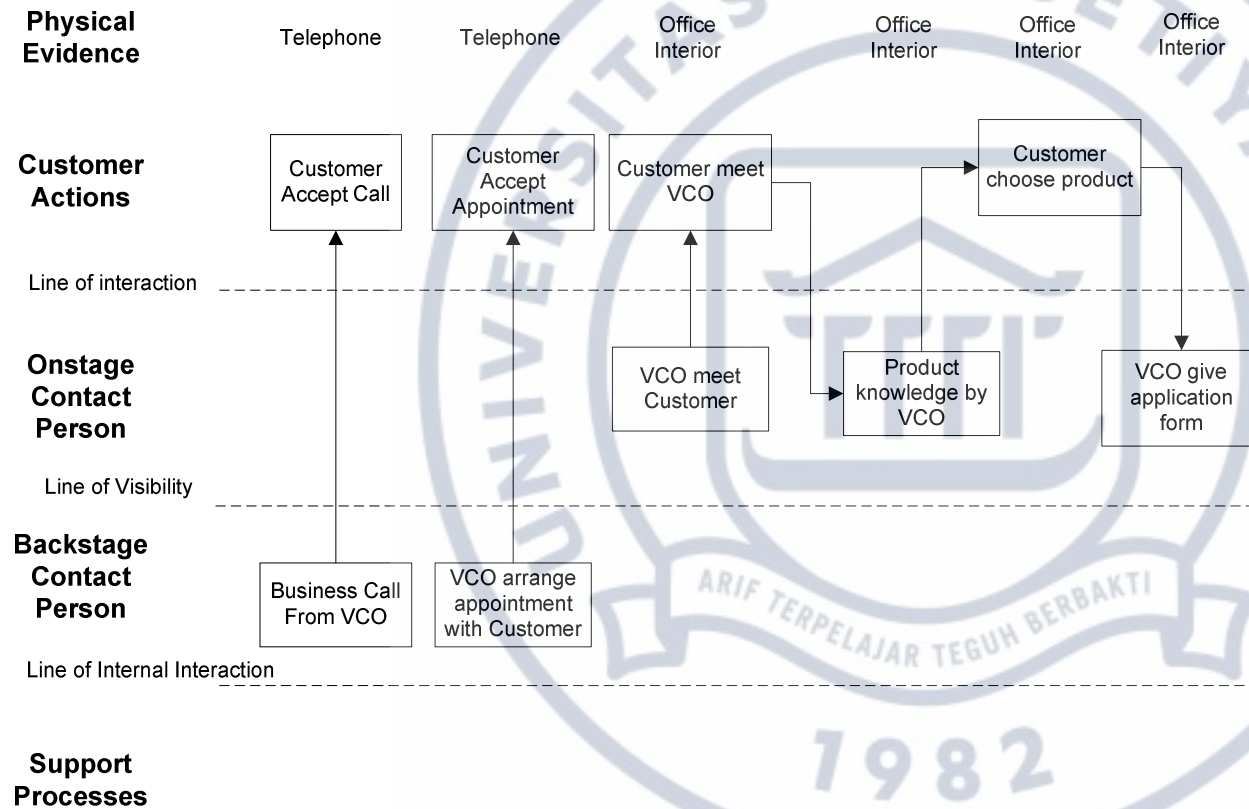 Physical
Evidence
Telephone
Telephone
Office
Interior
Office
Interior
Office
Interior
Office
Interior
Customer
Actions
Customer
Accept Call
Customer
Accept
Appointment
Customer meet
VCO
Customer
choose product
Line of interaction
Onstage
Contact
Person
VCO meet
Customer
Product
knowledge by
VCO
VCO give
application
form
Line of Visibility
Backstage
Contact
Person
Business Call
From VCO
VCO arrange
appointment
with Customer
Line of Internal Interaction
Support
Processes
ARIF TERPELAJAR TEGUH BERBAKTI
1982